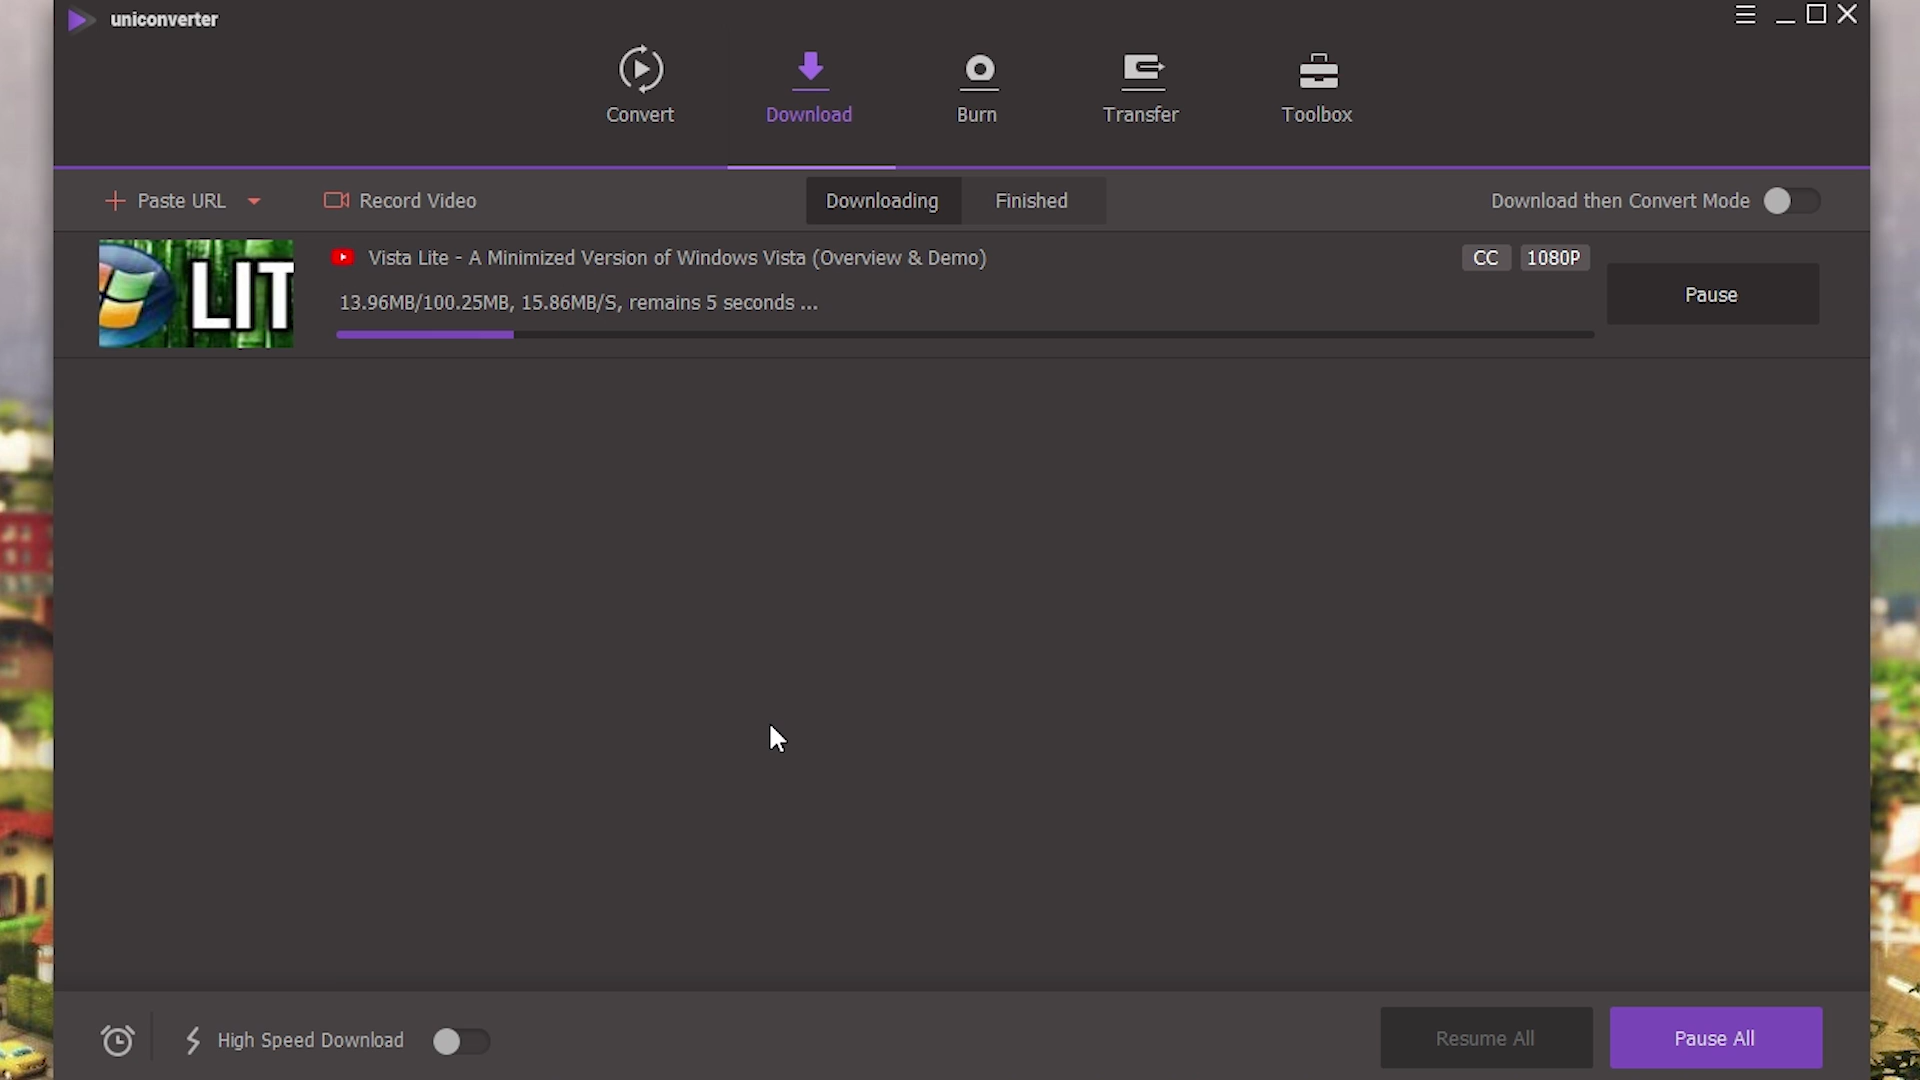 uniconverter
Convert
Download
Burn
Transfer
Toolbox
Paste URL
Record Video
Downloading
Finished
Download then Convert Mode
LIT
Vista Lite - A Minimized Version of Windows Vista (Overview & Demo)
CC
1080P
13.96MB/100.25MB, 15.86MB/S, remains 5 seconds ...
Pause
High Speed Download
Resume All
Pause All